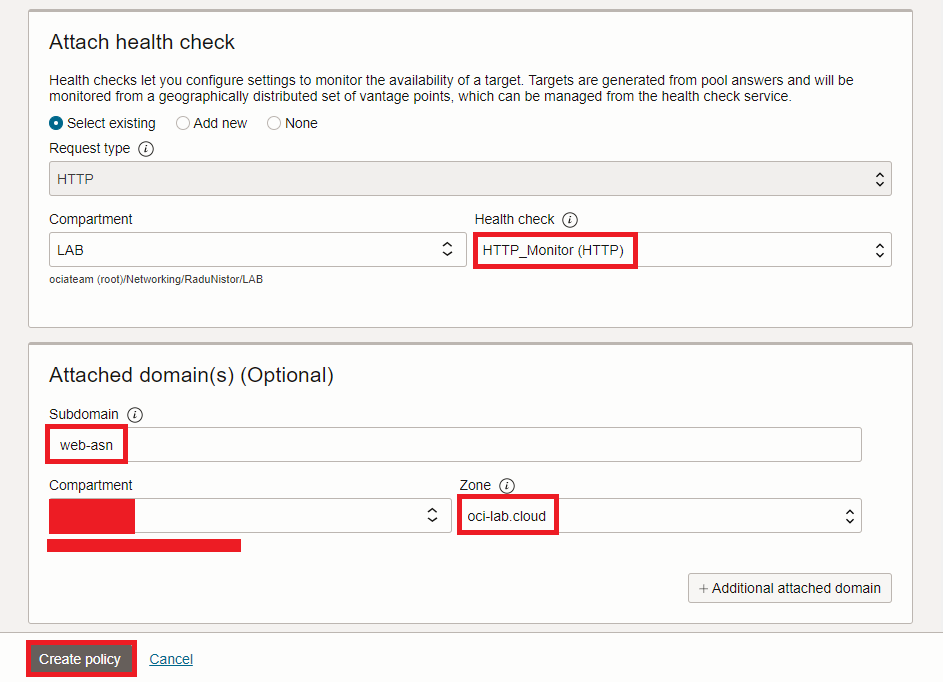 Attach health check
Health checks let you configure settings to monitor the availability of a target. Targets are generated from pool answers and will be
monitored from a geographically distributed set of vantage points, which can be managed from the health check service.
Select existing Add new None
Request type i
HTTP
Compartment Health check i
LAB HTTP_Monitor (HTTP)
ociateam (root)/Networking/RaduNistor/LAB
Attached domain(s) (Optional)
Subdomain i
web-asn
Compartment Zone i
oci-lab.cloud
+ Additional attached domain
Create policy Cancel